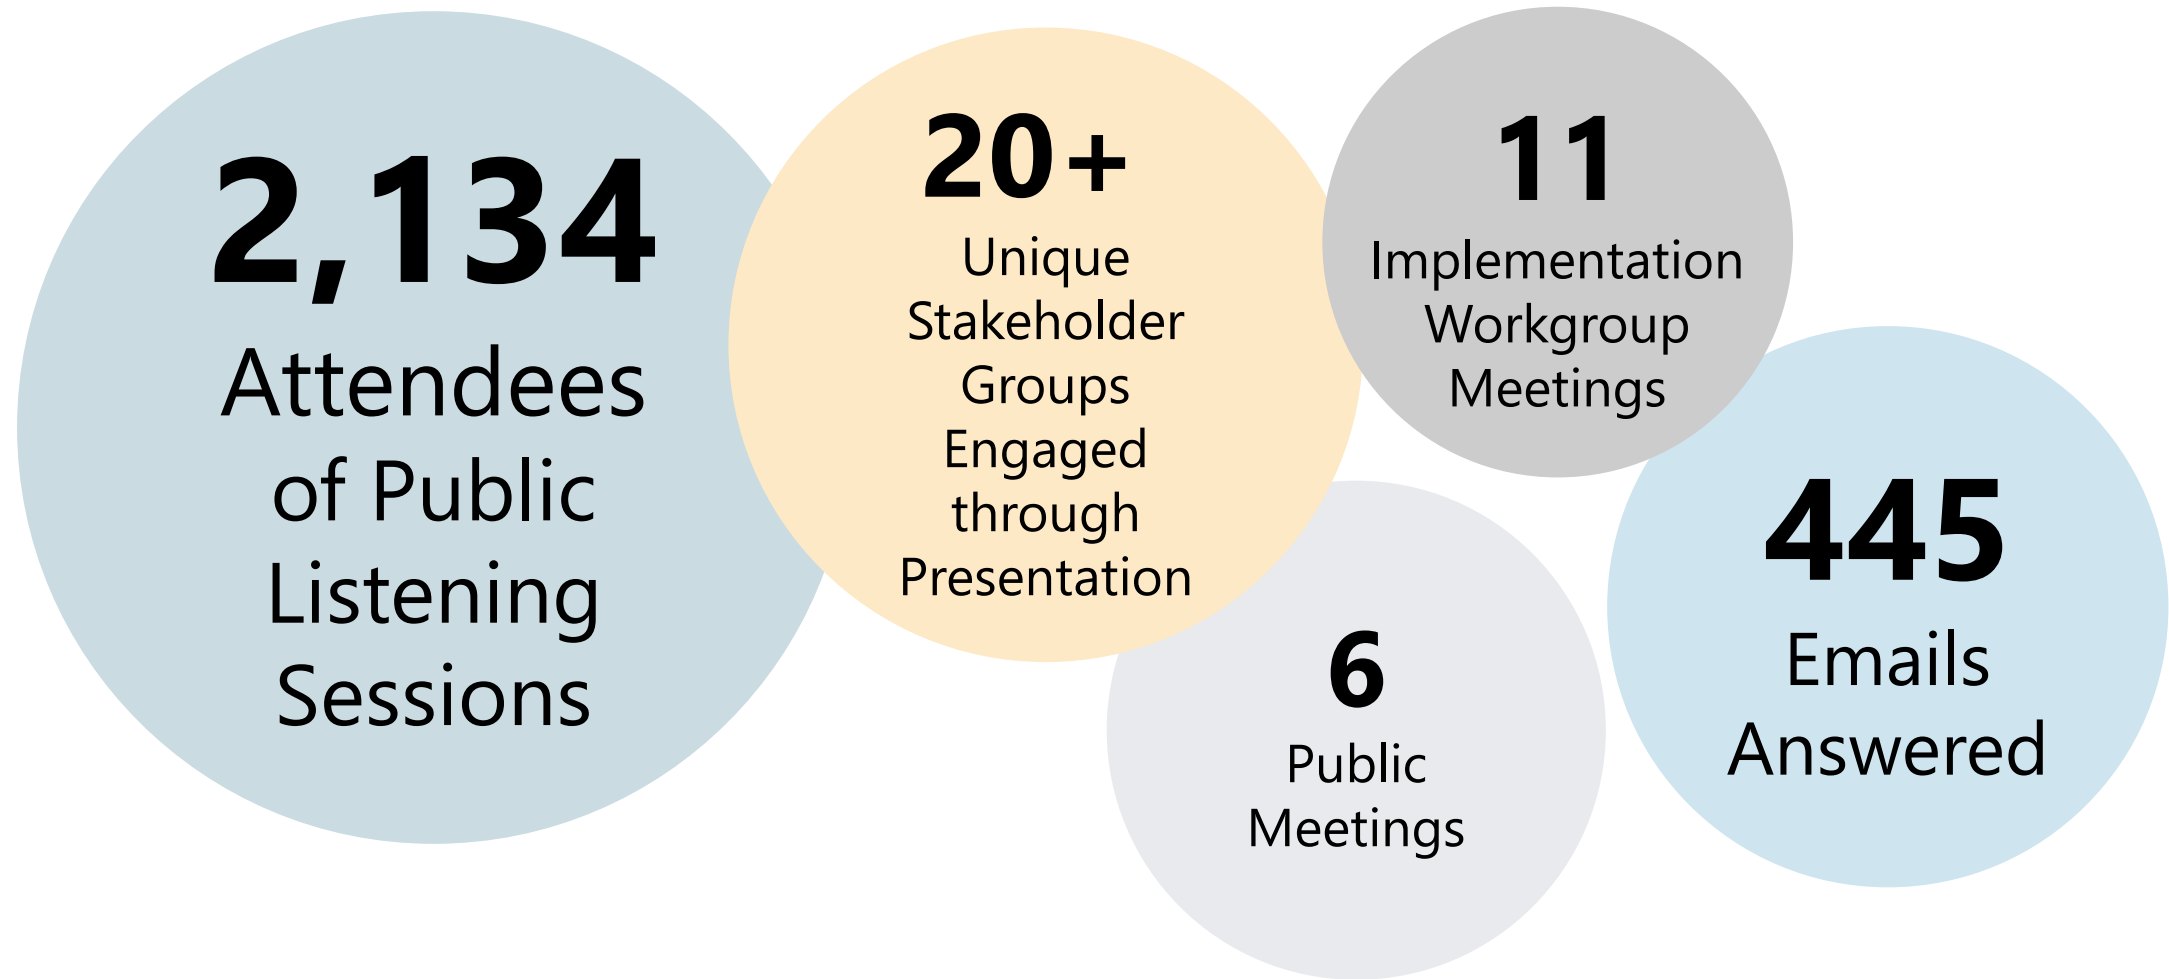 2,134
Attendees
of Public
Listening
Sessions
20+
Unique
Stakeholder
Groups
Engaged
through
Presentation
11
Implementation
Workgroup
Meetings
6
Public
Meetings
445
Emails
Answered